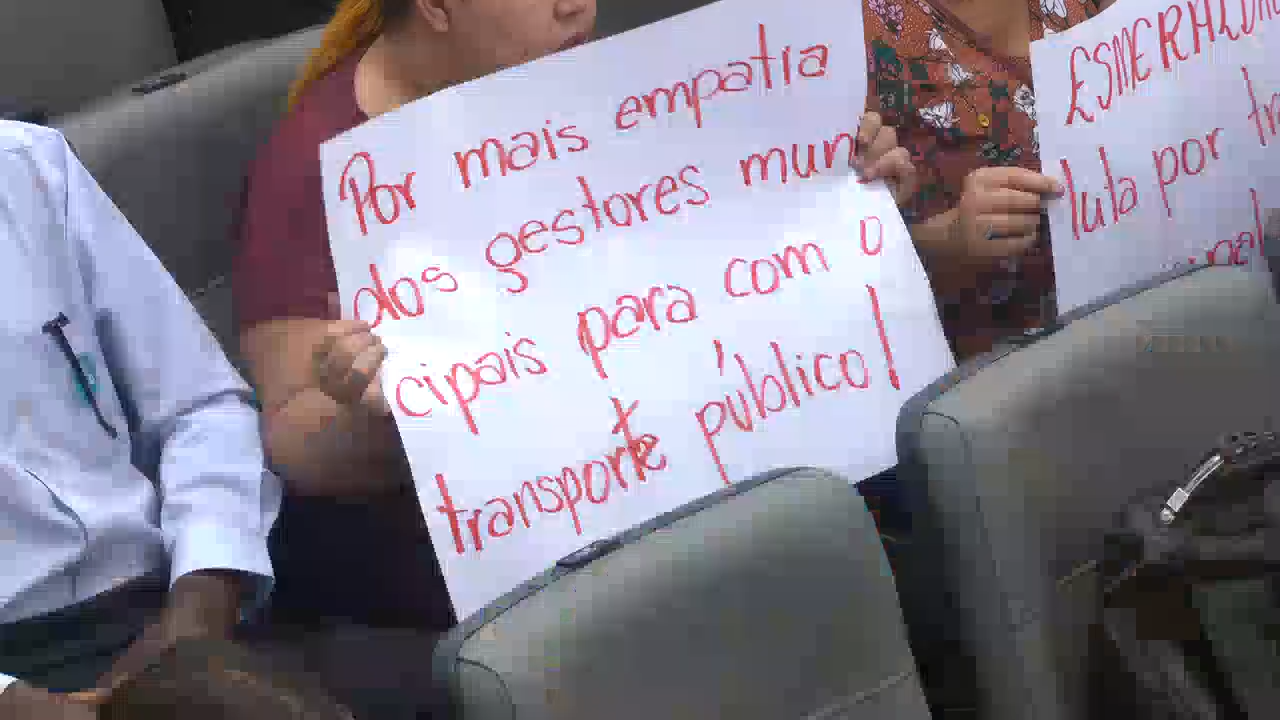 Por mais empatia
dos gestores muni
cipais para com o
transporte público!
ESMERALDA
luta por